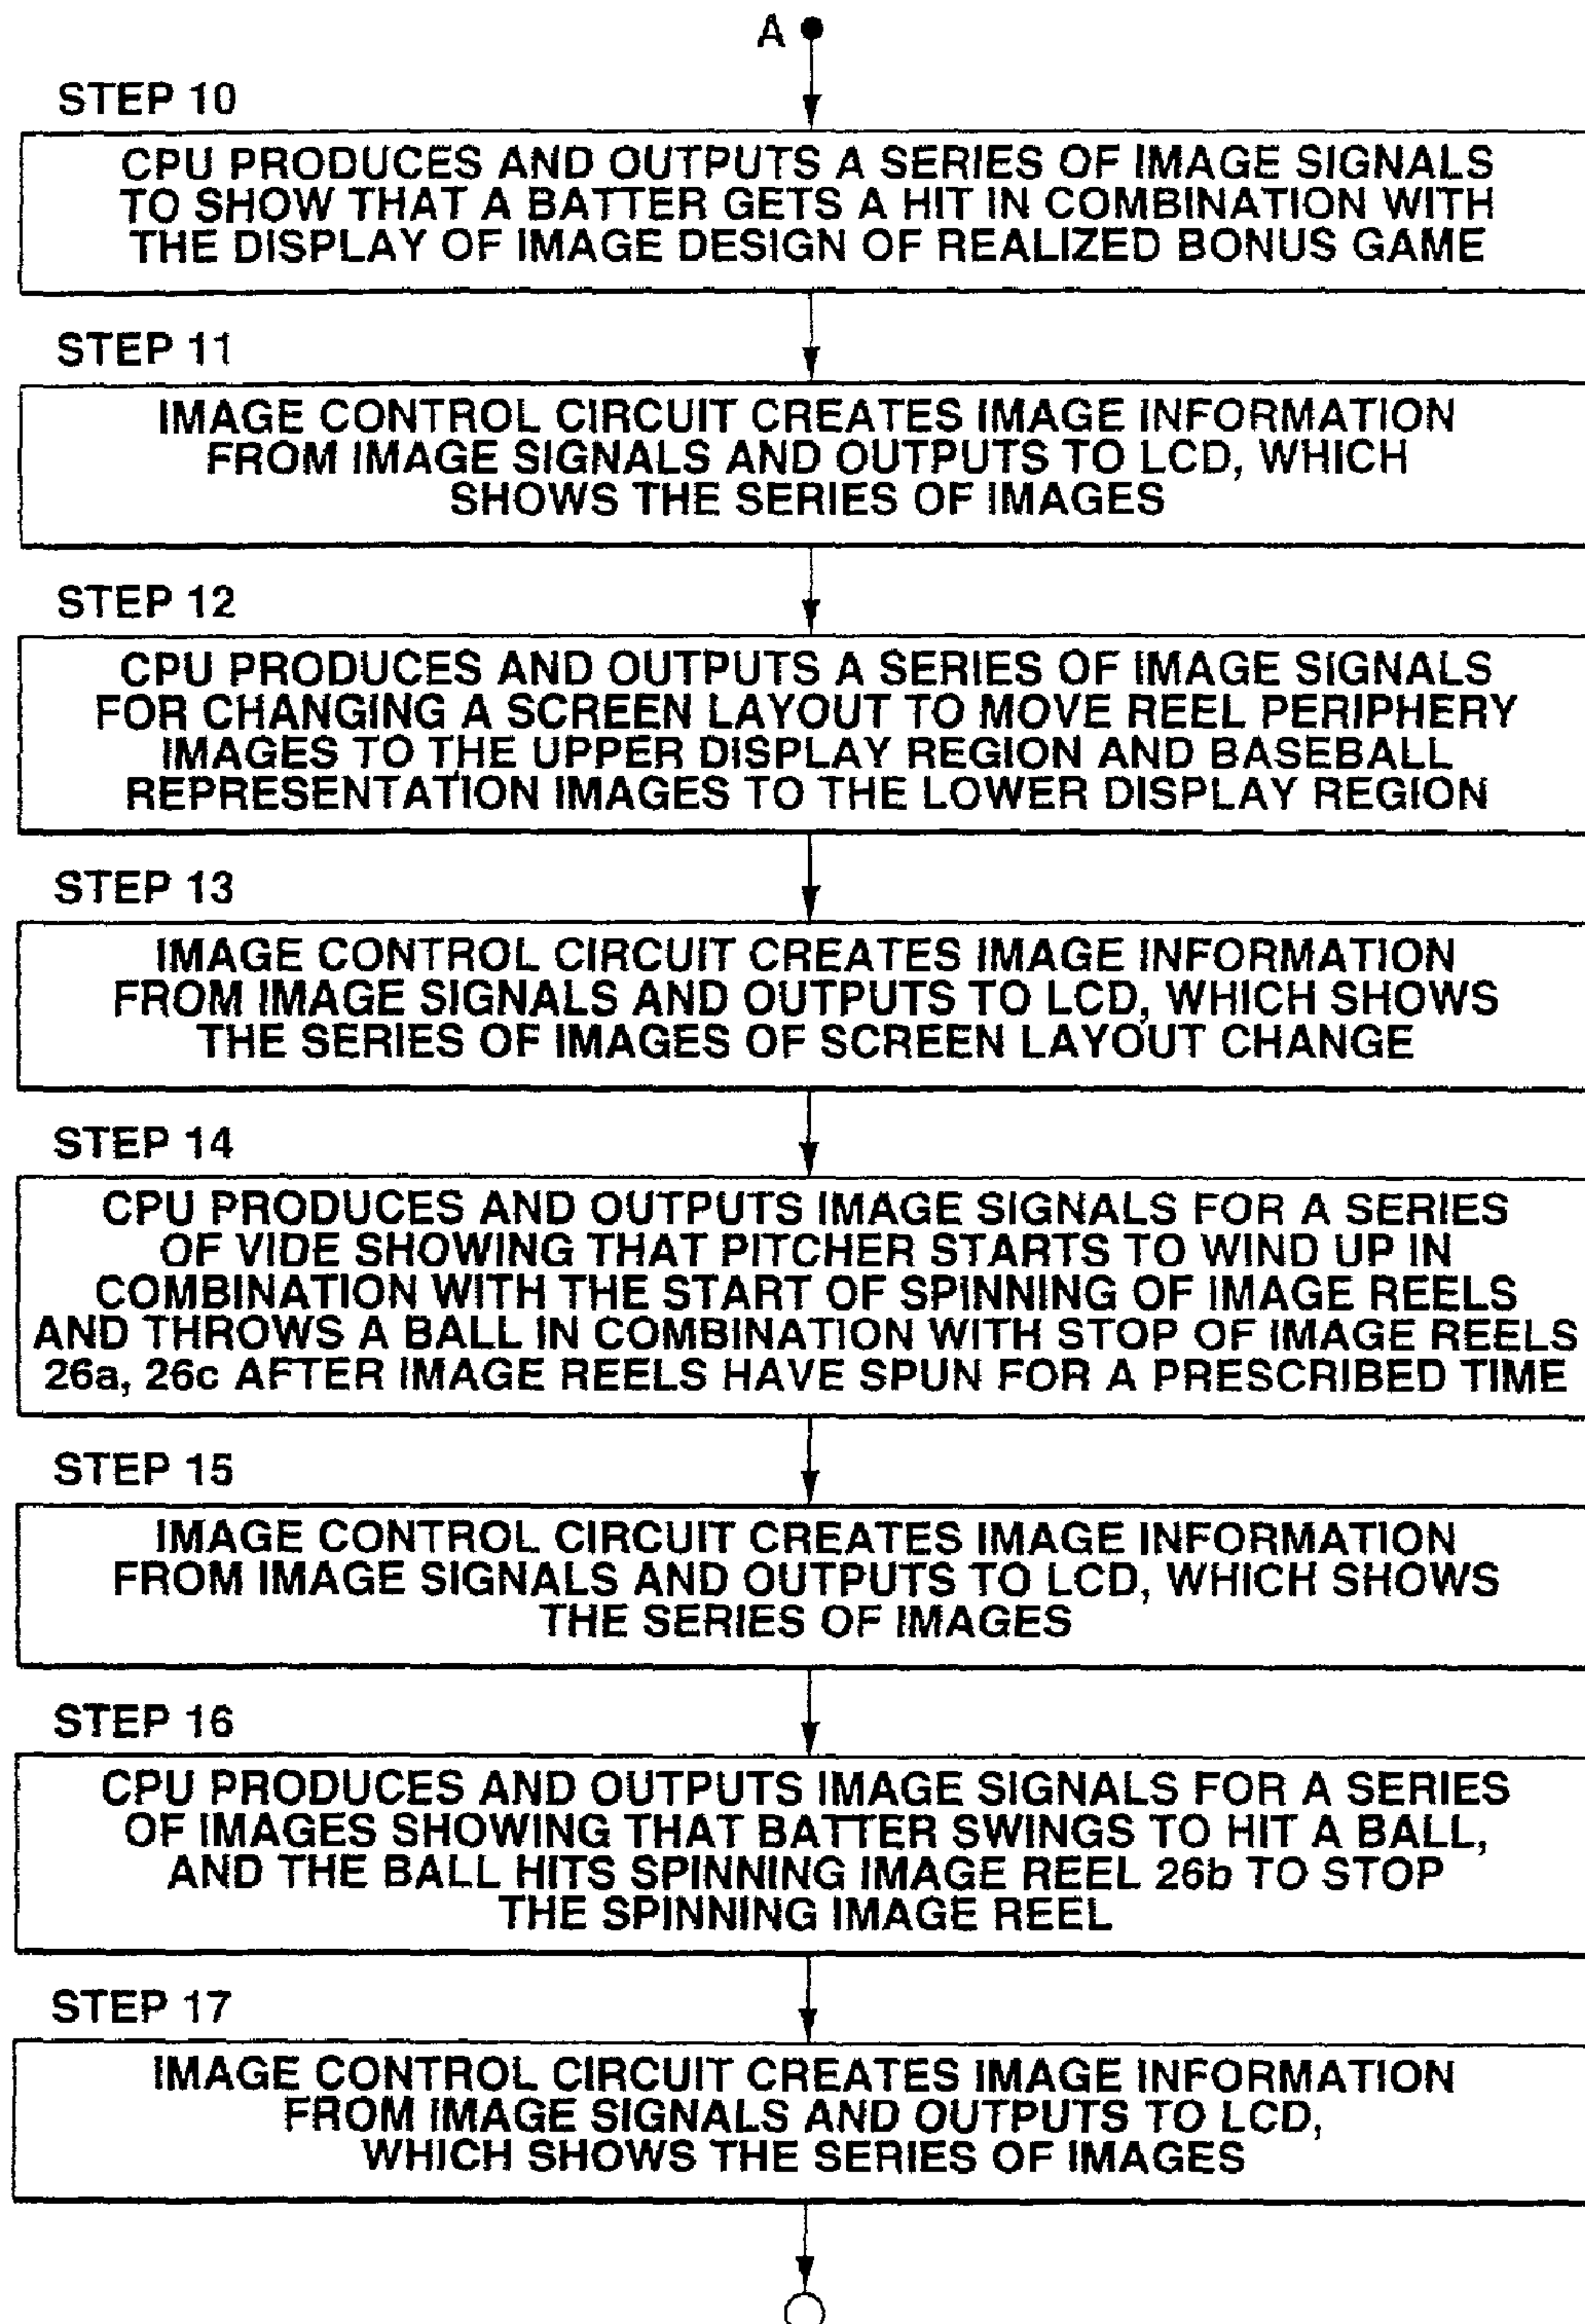 A
STEP 10
CPU PRODUCES AND OUTPUTS A SERIES OF IMAGE SIGNALS
TO SHOW THAT A BATTER GETS A HIT IN COMBINATION WITH
THE DISPLAY OF IMAGE DESIGN OF REALIZED BONUS GAME
STEP 11
IMAGE CONTROL CIRCUIT CREATES IMAGE INFORMATION
FROM IMAGE SIGNALS AND OUTPUTS TO LCD, WHICH
SHOWS THE SERIES OF IMAGES
STEP 12
CPU PRODUCES AND OUTPUTS A SERIES OF IMAGE SIGNALS
FOR CHANGING A SCREEN LAYOUT TO MOVE REEL PERIPHERY
IMAGES TO THE UPPER DISPLAY REGION AND BASEBALL
REPRESENTATION IMAGES TO THE LOWER DISPLAY REGION
STEP 13
IMAGE CONTROL CIRCUIT CREATES IMAGE INFORMATION
FROM IMAGE SIGNALS AND OUTPUTS TO LCD, WHICH SHOWS
THE SERIES OF IMAGES OF SCREEN LAYOUT CHANGE
STEP 14
CPU PRODUCES AND OUTPUTS IMAGE SIGNALS FOR A SERIES
OF VIDE SHOWING THAT PITCHER STARTS TO WIND UP IN
COMBINATION WITH THE START OF SPINNING OF IMAGE REELS
AND THROWS A BALL IN COMBINATION WITH STOP OF IMAGE REELS
26a, 26c AFTER IMAGE REELS HAVE SPUN FOR A PRESCRIBED TIME
STEP 15
IMAGE CONTROL CIRCUIT CREATES IMAGE INFORMATION
FROM IMAGE SIGNALS AND OUTPUTS TO LCD, WHICH SHOWS
THE SERIES OF IMAGES
STEP 16
CPU PRODUCES AND OUTPUTS IMAGE SIGNALS FOR A SERIES
OF IMAGES SHOWING THAT BATTER SWINGS TO HIT A BALL,
AND THE BALL HITS SPINNING IMAGE REEL 26b TO STOP
THE SPINNING IMAGE REEL
STEP 17
IMAGE CONTROL CIRCUIT CREATES IMAGE INFORMATION
FROM IMAGE SIGNALS AND OUTPUTS TO LCD,
WHICH SHOWS THE SERIES OF IMAGES